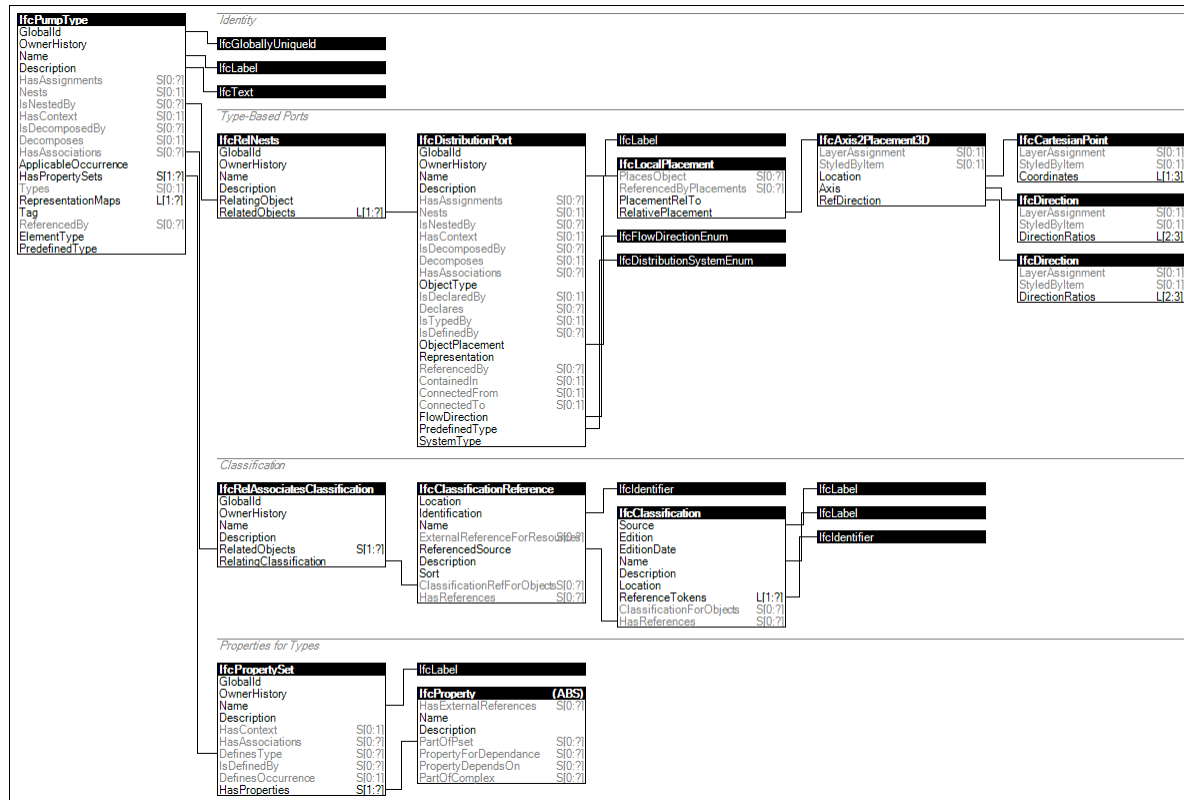 IfcPumpType
GlobalId
OwnerHistory
Name
Description
HasAssignments S[0:?]
Nests S[0:1]
IsNestedBy S[0:?]
HasContext S[0:1]
IsDecomposedBy S[0:?]
Decomposes S[0:1]
HasAssociations S[0:?]
ApplicableOccurrence
HasPropertySets S[1:?]
Types S[0:1]
RepresentationMaps L[1:?]
Tag
ReferencedBy S[0:?]
ElementType
PredefinedType
Identity
IfcGloballyUniqueId
IfcLabel
IfcText
Type-Based Ports
IfcRelNests
GlobalId
OwnerHistory
Name
Description
RelatingObject
RelatedObjects L[1:?]
IfcDistributionPort
GlobalId
OwnerHistory
Name
Description
HasAssignments S[0:?]
Nests S[0:1]
IsNestedBy S[0:?]
HasContext S[0:1]
IsDecomposedBy S[0:?]
Decomposes S[0:1]
HasAssociations S[0:?]
ObjectType
IsDeclaredBy S[0:1]
Declares S[0:?]
IsTypedBy S[0:1]
IsDefinedBy S[0:?]
ObjectPlacement
Representation
ReferencedBy S[0:?]
ContainedIn S[0:1]
ConnectedFrom S[0:1]
ConnectedTo S[0:1]
FlowDirection
PredefinedType
SystemType
IfcLabel
IfcLocalPlacement
PlacesObject S[0:?]
ReferencedByPlacements S[0:?]
PlacementRelTo
RelativePlacement
IfcFlowDirectionEnum
IfcDistributionSystemEnum
IfcAxis2Placement3D
LayerAssignment S[0:1]
StyledByItem S[0:1]
Location
Axis
RefDirection
IfcCartesianPoint
LayerAssignment S[0:1]
StyledByItem S[0:1]
Coordinates L[1:3]
IfcDirection
LayerAssignment S[0:1]
StyledByItem S[0:1]
DirectionRatios L[2:3]
IfcDirection
LayerAssignment S[0:1]
StyledByItem S[0:1]
DirectionRatios L[2:3]
Classification
IfcRelAssociatesClassification
GlobalId
OwnerHistory
Name
Description
RelatedObjects S[1:?]
RelatingClassification
IfcClassificationReference
Location
Identification
Name
ExternalReferenceForResources S[0:?]
ReferencedSource
Description
Sort
ClassificationRefForObjects S[0:?]
HasReferences S[0:?]
IfcIdentifier
IfcClassification
Source
Edition
EditionDate
Name
Description
Location
ReferenceTokens L[1:?]
ClassificationForObjects S[0:?]
HasReferences S[0:?]
IfcLabel
IfcLabel
IfcIdentifier
Properties for Types
IfcPropertySet
GlobalId
OwnerHistory
Name
Description
HasContext S[0:1]
HasAssociations S[0:?]
DefinesType S[0:?]
IsDefinedBy S[0:?]
DefinesOccurrence S[0:1]
HasProperties S[1:?]
IfcLabel
IfcProperty (ABS)
HasExternalReferences S[0:?]
Name
Description
PartOfPset S[0:?]
PropertyForDependance S[0:?]
PropertyDependsOn S[0:?]
PartOfComplex S[0:?]